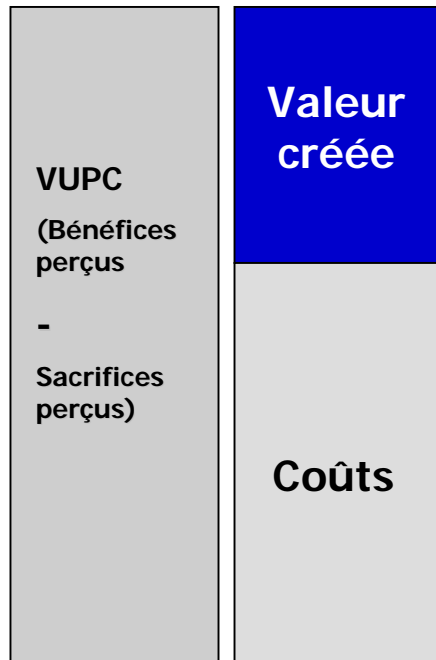 VUPC
(Bénéfices
perçus
-
Sacrifices
perçus)
Valeur
créée
Coûts